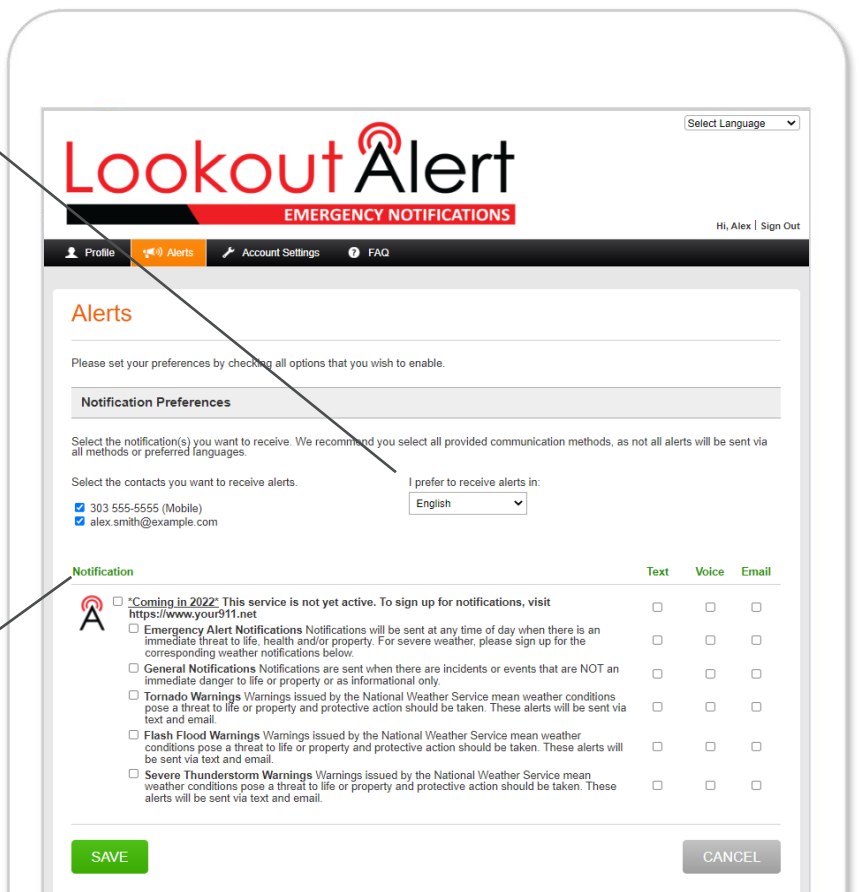 Select Language
Lookout Alert
EMERGENCY NOTIFICATIONS
Hi, Alex | Sign Out
Profile
Alerts
Account Settings
FAQ
Alerts
Please set your preferences by checking all options that you wish to enable.
Notification Preferences
Select the notification(s) you want to receive. We recommend you select all provided communication methods, as not all alerts will be sent via
all methods or preferred languages.
Select the contacts you want to receive alerts.
303 555-5555 (Mobile)
alex.smith@example.com
I prefer to receive alerts in:
English
Notification Text Voice Email
*Coming in 2022* This service is not yet active. To sign up for notifications, visit
https://www.your911.net
Emergency Alert Notifications Notifications will be sent at any time of day when there is an
immediate threat to life, health and/or property. For severe weather, please sign up for the
corresponding weather notifications below.
General Notifications Notifications are sent when there are incidents or events that are NOT an
immediate danger to life or property or as informational only.
Tornado Warnings Warnings issued by the National Weather Service mean weather conditions
pose a threat to life or property and protective action should be taken. These alerts will be sent via
text and email.
Flash Flood Warnings Warnings issued by the National Weather Service mean weather
conditions pose a threat to life or property and protective action should be taken. These alerts will
be sent via text and email.
Severe Thunderstorm Warnings Warnings issued by the National Weather Service mean
weather conditions pose a threat to life or property and protective action should be taken. These
alerts will be sent via text and email.
SAVE
CANCEL